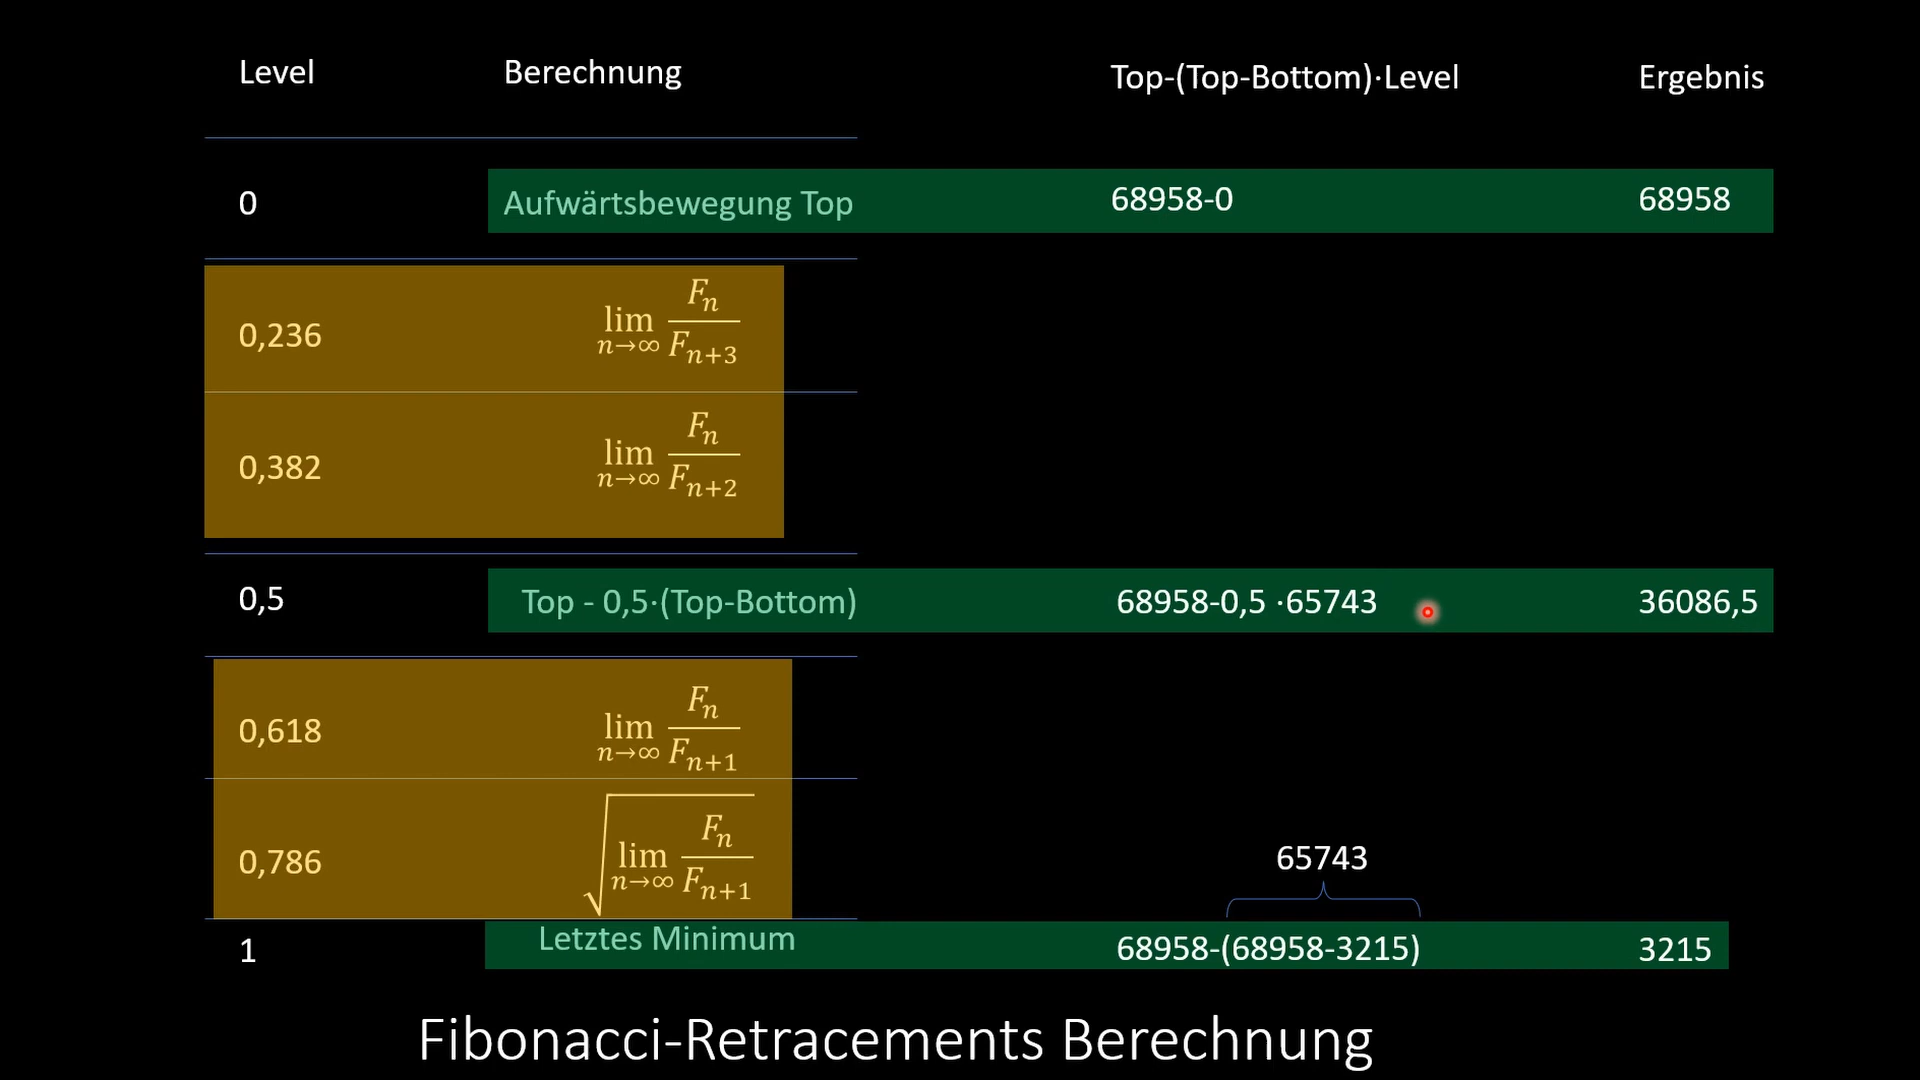 Level Berechnung Top-(Top-Bottom)·Level Ergebnis
0 Aufwärtsbewegung Top 68958-0 68958
0,236 lim n→∞ Fn/Fn+3
0,382 lim n→∞ Fn/Fn+2
0,5 Top - 0,5·(Top-Bottom) 68958-0,5 ·65743 36086,5
0,618 lim n→∞ Fn/Fn+1
0,786 √lim n→∞ Fn/Fn+1
65743
1 Letztes Minimum 68958-(68958-3215) 3215
Fibonacci-Retracements Berechnung